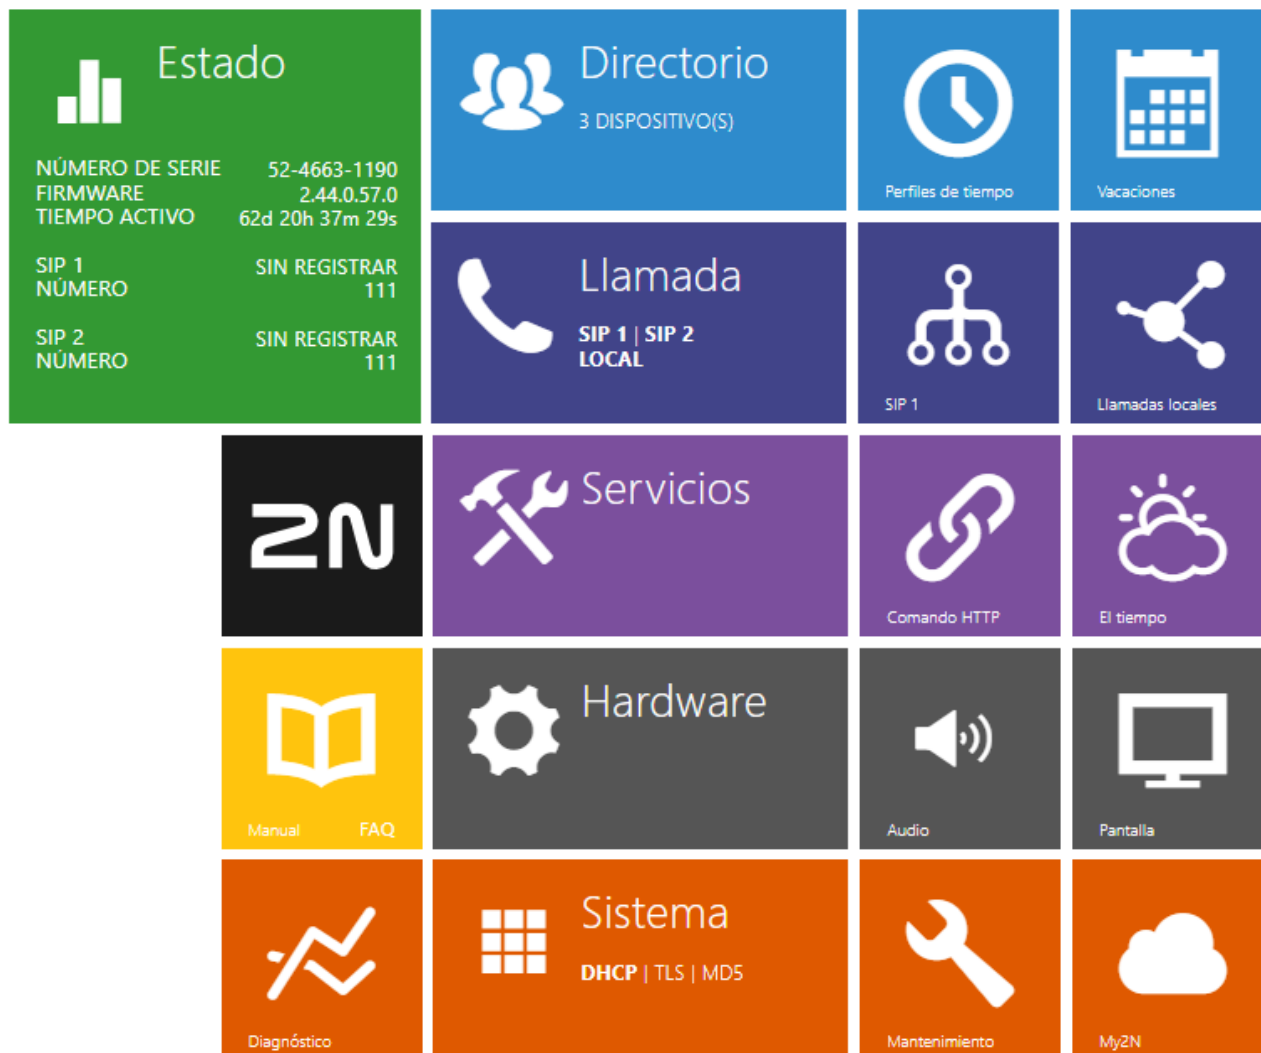 Estado
NÚMERO DE SERIE 52-4663-1190
FIRMWARE 2.44.0.57.0
TIEMPO ACTIVO 62d 20h 37m 29s
SIP 1 SIN REGISTRAR
NÚMERO 111
SIP 2 SIN REGISTRAR
NÚMERO 111
Directorio
3 DISPOSITIVO(S)
Perfiles de tiempo
Vacaciones
Llamada
SIP 1 | SIP 2
LOCAL
SIP 1
Llamadas locales
2N
Servicios
Comando HTTP
El tiempo
Manual FAQ
Hardware
Audio
Pantalla
Diagnóstico
Sistema
DHCP | TLS | MD5
Mantenimiento
My2N